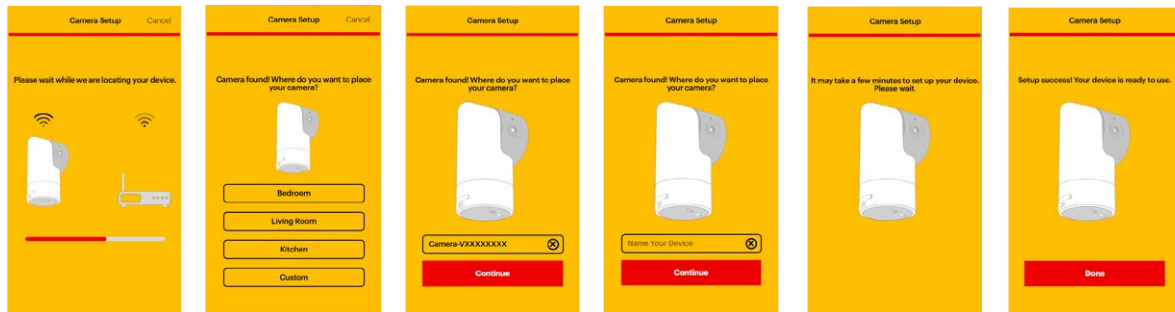 Camera Setup
Cancel
Please wait while we are locating your device.
Camera Setup
Cancel
Camera found! Where do you want to place
your camera?
Bedroom
Living Room
Kitchen
Custom
Camera Setup
Camera found! Where do you want to place
your camera?
Camera-VXXXXXXXX
Continue
Camera Setup
Camera found! Where do you want to place
your camera?
Name Your Device
Continue
Camera Setup
It may take a few minutes to set up your device.
Please wait.
Camera Setup
Setup success! Your device is ready to use.
Done